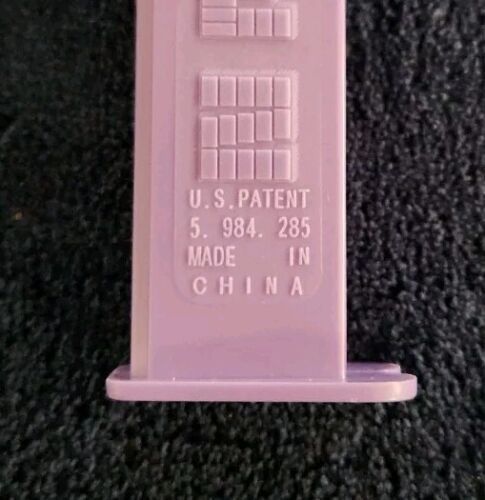 U.S. PATENT
5. 984. 285
MADE IN
CHINA